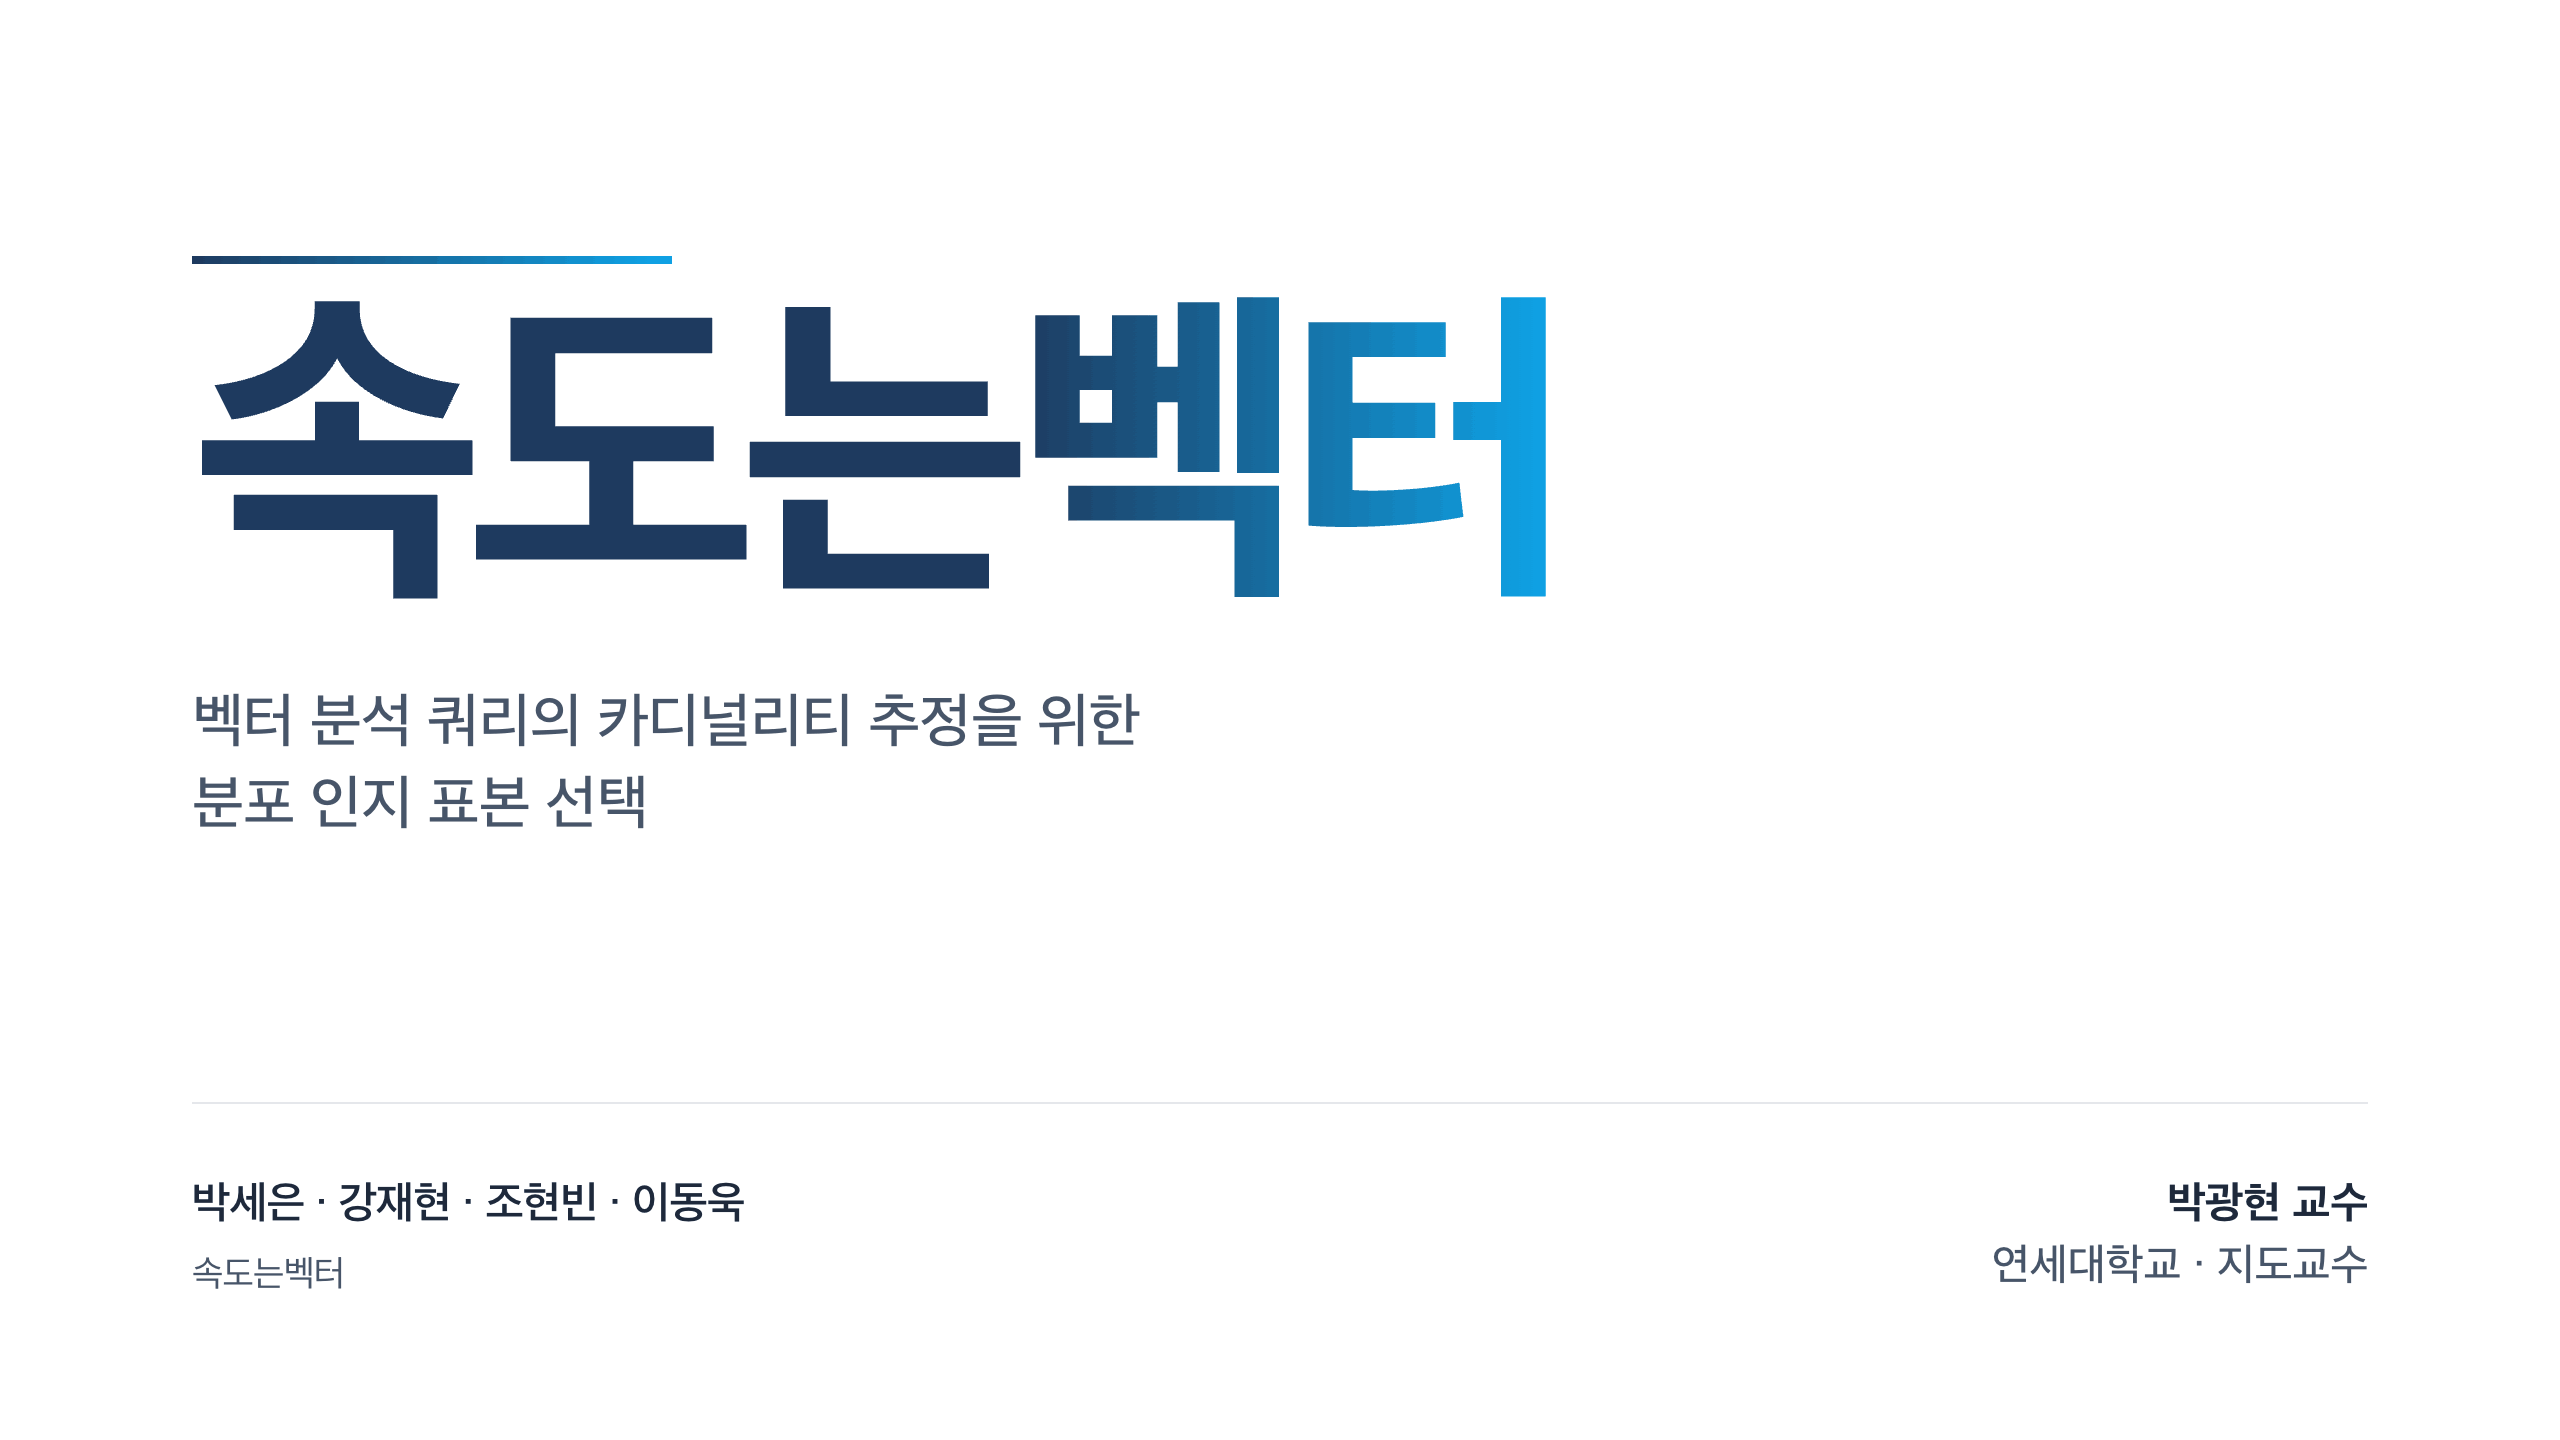 속도는벡터
벡터 분석 쿼리의 카디널리티 추정을 위한
분포 인지 표본 선택
박세은 · 강재현 · 조현빈 · 이동욱
속도는벡터
박광현 교수
연세대학교 · 지도교수